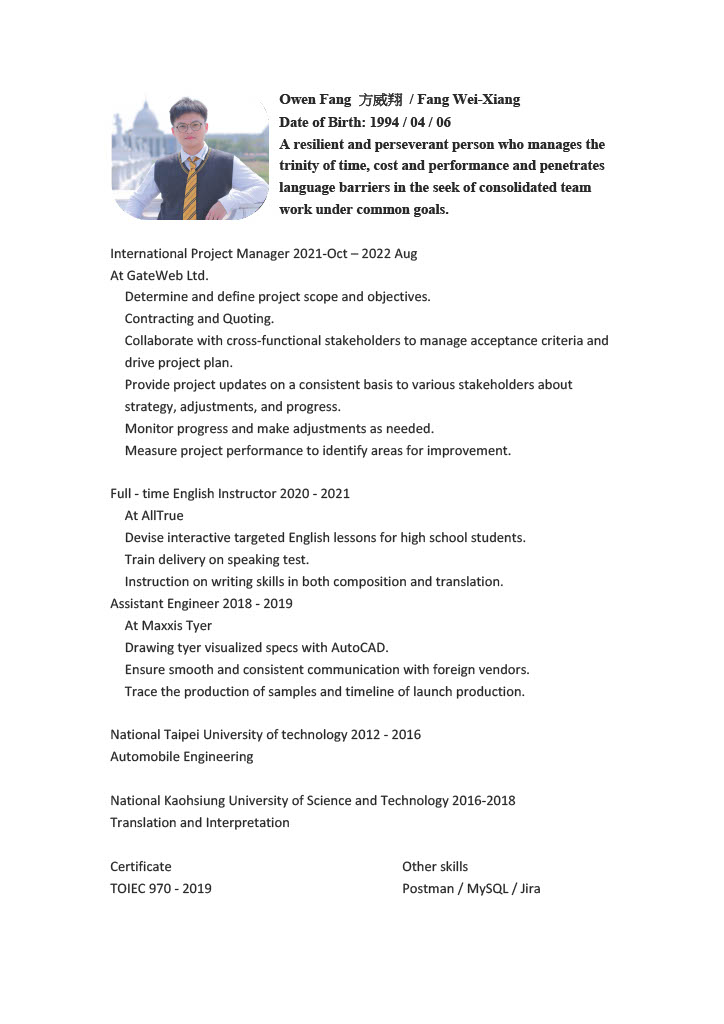 Owen Fang 方威翔 / Fang Wei-Xiang
Date of Birth: 1994 / 04 / 06
A resilient and perseverant person who manages the
trinity of time, cost and performance and penetrates
language barriers in the seek of consolidated team
work under common goals.
International Project Manager 2021-Oct – 2022 Aug
At GateWeb Ltd.
Determine and define project scope and objectives.
Contracting and Quoting.
Collaborate with cross-functional stakeholders to manage acceptance criteria and
drive project plan.
Provide project updates on a consistent basis to various stakeholders about
strategy, adjustments, and progress.
Monitor progress and make adjustments as needed.
Measure project performance to identify areas for improvement.
Full - time English Instructor 2020 - 2021
At AllTrue
Devise interactive targeted English lessons for high school students.
Train delivery on speaking test.
Instruction on writing skills in both composition and translation.
Assistant Engineer 2018 - 2019
At Maxxis Tyer
Drawing tyer visualized specs with AutoCAD.
Ensure smooth and consistent communication with foreign vendors.
Trace the production of samples and timeline of launch production.
National Taipei University of technology 2012 - 2016
Automobile Engineering
National Kaohsiung University of Science and Technology 2016-2018
Translation and Interpretation
Certificate
TOIEC 970 - 2019
Other skills
Postman / MySQL / Jira